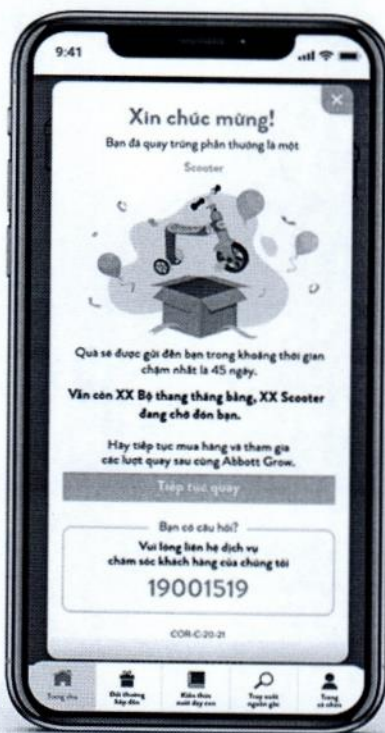 9:41
Xin chúc mừng!
Bạn đã quay trúng phần thưởng là một
Scooter
Quà sẽ được gửi đến bạn trong khoảng thời gian
chậm nhất là 45 ngày.
Vẫn còn XX Bộ thang thăng bằng, XX Scooter
đang chờ đón bạn.
Hãy tiếp tục mua hàng và tham gia
các lượt quay sau cùng Abbott Grow.
Tiếp tục quay
Bạn có câu hỏi?
Vui lòng liên hệ dịch vụ
chăm sóc khách hàng của chúng tôi
19001519
COR-C-20-21
Trang chủ
Đổi thưởng
hấp dẫn
Kiến thức
nuôi dạy con
Truy xuất
nguồn gốc
Trang
cá nhân